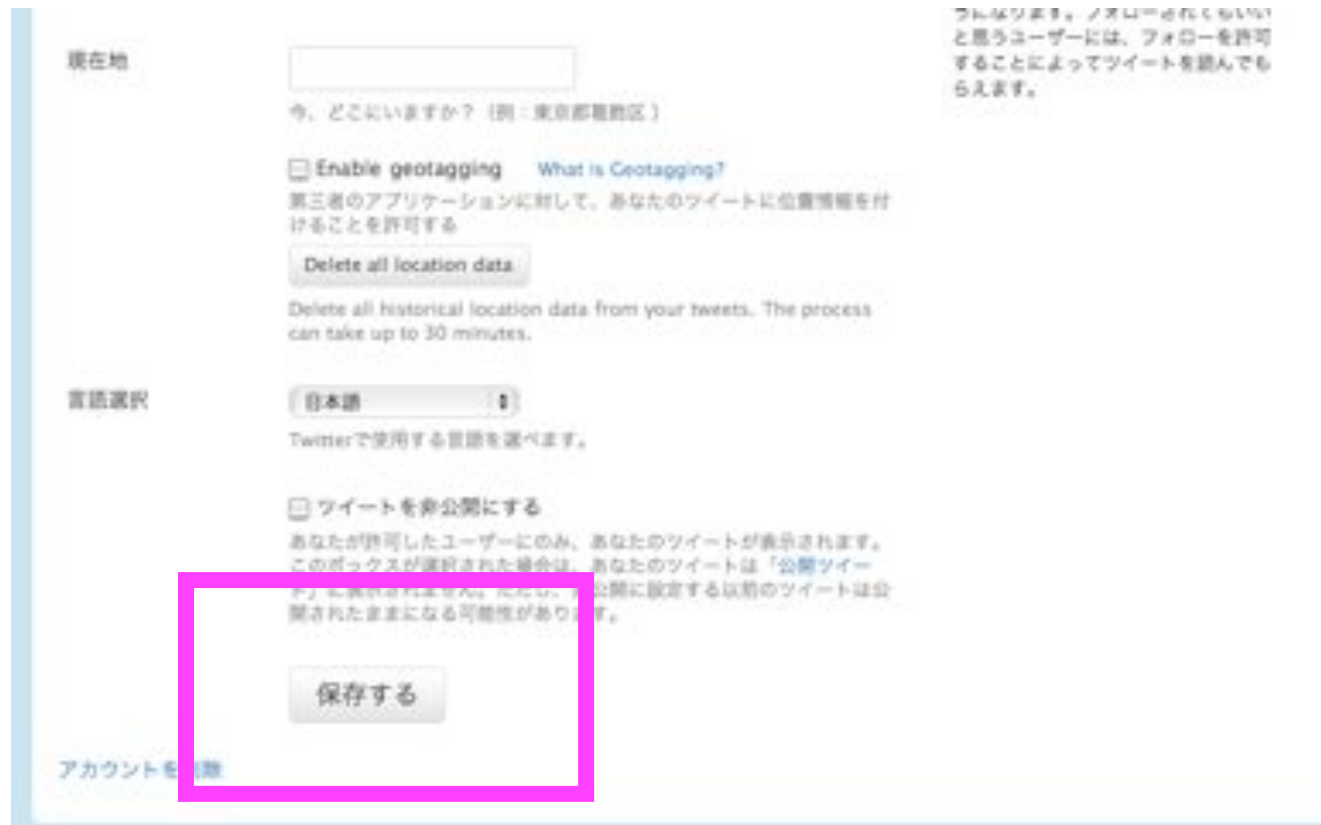 現在地
今、どこにいますか？（例：東京都葛飾区）
Enable geotagging What is Geotagging?
第三者のアプリケーションに対して、あなたのツイートに位置情報を付
けることを許可する
Delete all location data
Delete all historical location data from your tweets. The process
can take up to 30 minutes.
言語選択
日本語
Twitterで使用する言語を選べます。
ツイートを非公開にする
あなたが許可したユーザーにのみ、あなたのツイートが表示されます。
このボックスが選択された場合は、あなたのツイートは「公開ツイー
ト」に表示されません。ただし、 公開に設定する以前のツイートは公
開されたままになる可能性があります。
保存する
アカウントを削除
うになります。フォローされてもいい
と思うユーザーには、フォローを許可
することによってツイートを読んでも
らえます。